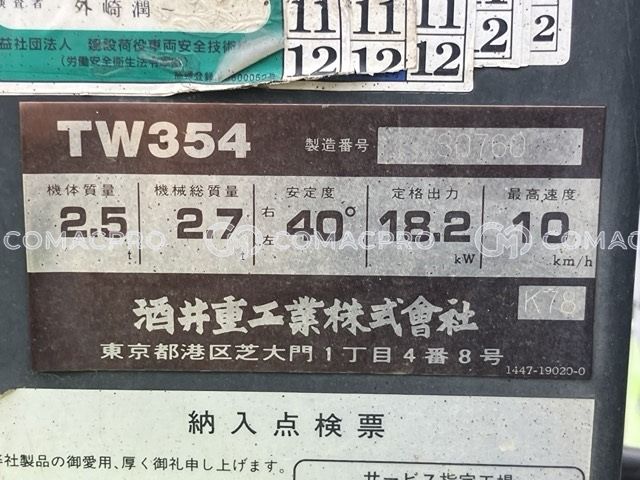 検査者 外崎潤一
益社団法人 建設荷役車両安全技術
(労働安全衛生法有
11 11 11 2 2
12 12 12
TW354 製造番号 30760
機体質量 機械総質量 安定度 定格出力 最高速度
2.5 t 2.7 t 右左 40° 18.2 kW 10 km/h
COMACPRO COMACPRO COMACPRO
酒井重工業株式會社 K78
東京都港区芝大門1丁目4番8号 1447-19020-0
納入点検票
社製品の御愛用、厚く御礼申し上げます。
サービス指定工場